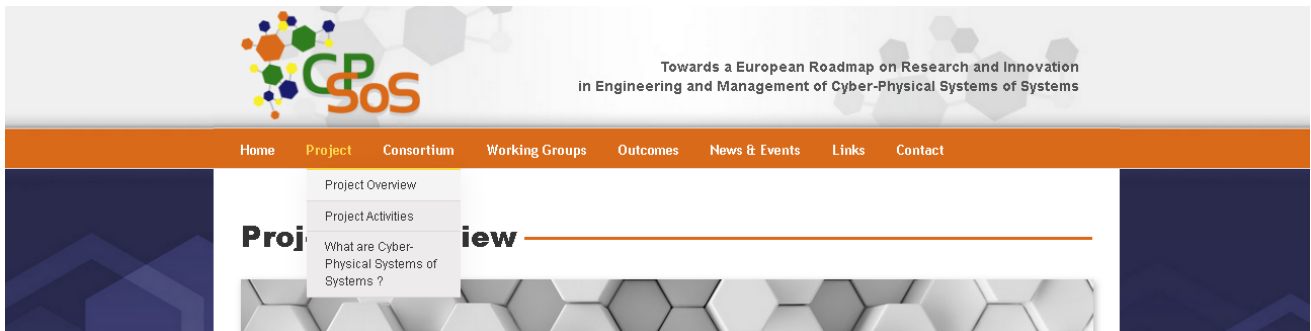 CPSoS
Towards a European Roadmap on Research and Innovation
in Engineering and Management of Cyber-Physical Systems of Systems
Home Project Consortium Working Groups Outcomes News & Events Links Contact
Project Overview
Project Activities
What are Cyber-
Physical Systems of
Systems ?
Proj iew